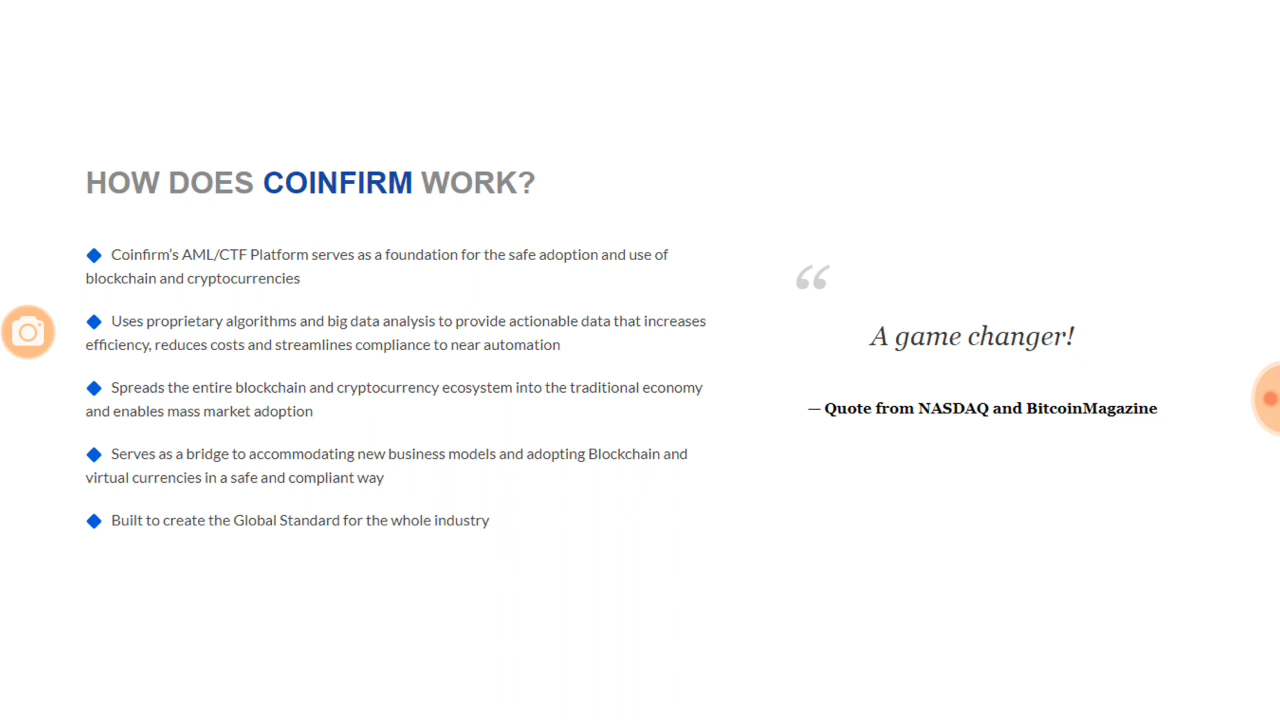 HOW DOES COINFIRM WORK?
Coinfirm’s AML/CTF Platform serves as a foundation for the safe adoption and use of
blockchain and cryptocurrencies
Uses proprietary algorithms and big data analysis to provide actionable data that increases
efficiency, reduces costs and streamlines compliance to near automation
Spreads the entire blockchain and cryptocurrency ecosystem into the traditional economy
and enables mass market adoption
Serves as a bridge to accommodating new business models and adopting Blockchain and
virtual currencies in a safe and compliant way
Built to create the Global Standard for the whole industry
“
A game changer!
— Quote from NASDAQ and BitcoinMagazine